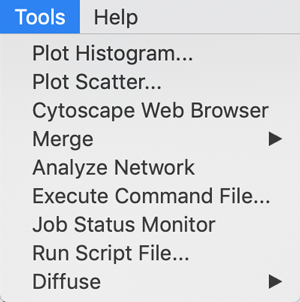 Tools Help
Plot Histogram...
Plot Scatter...
Cytoscape Web Browser
Merge
Analyze Network
Execute Command File...
Job Status Monitor
Run Script File...
Diffuse